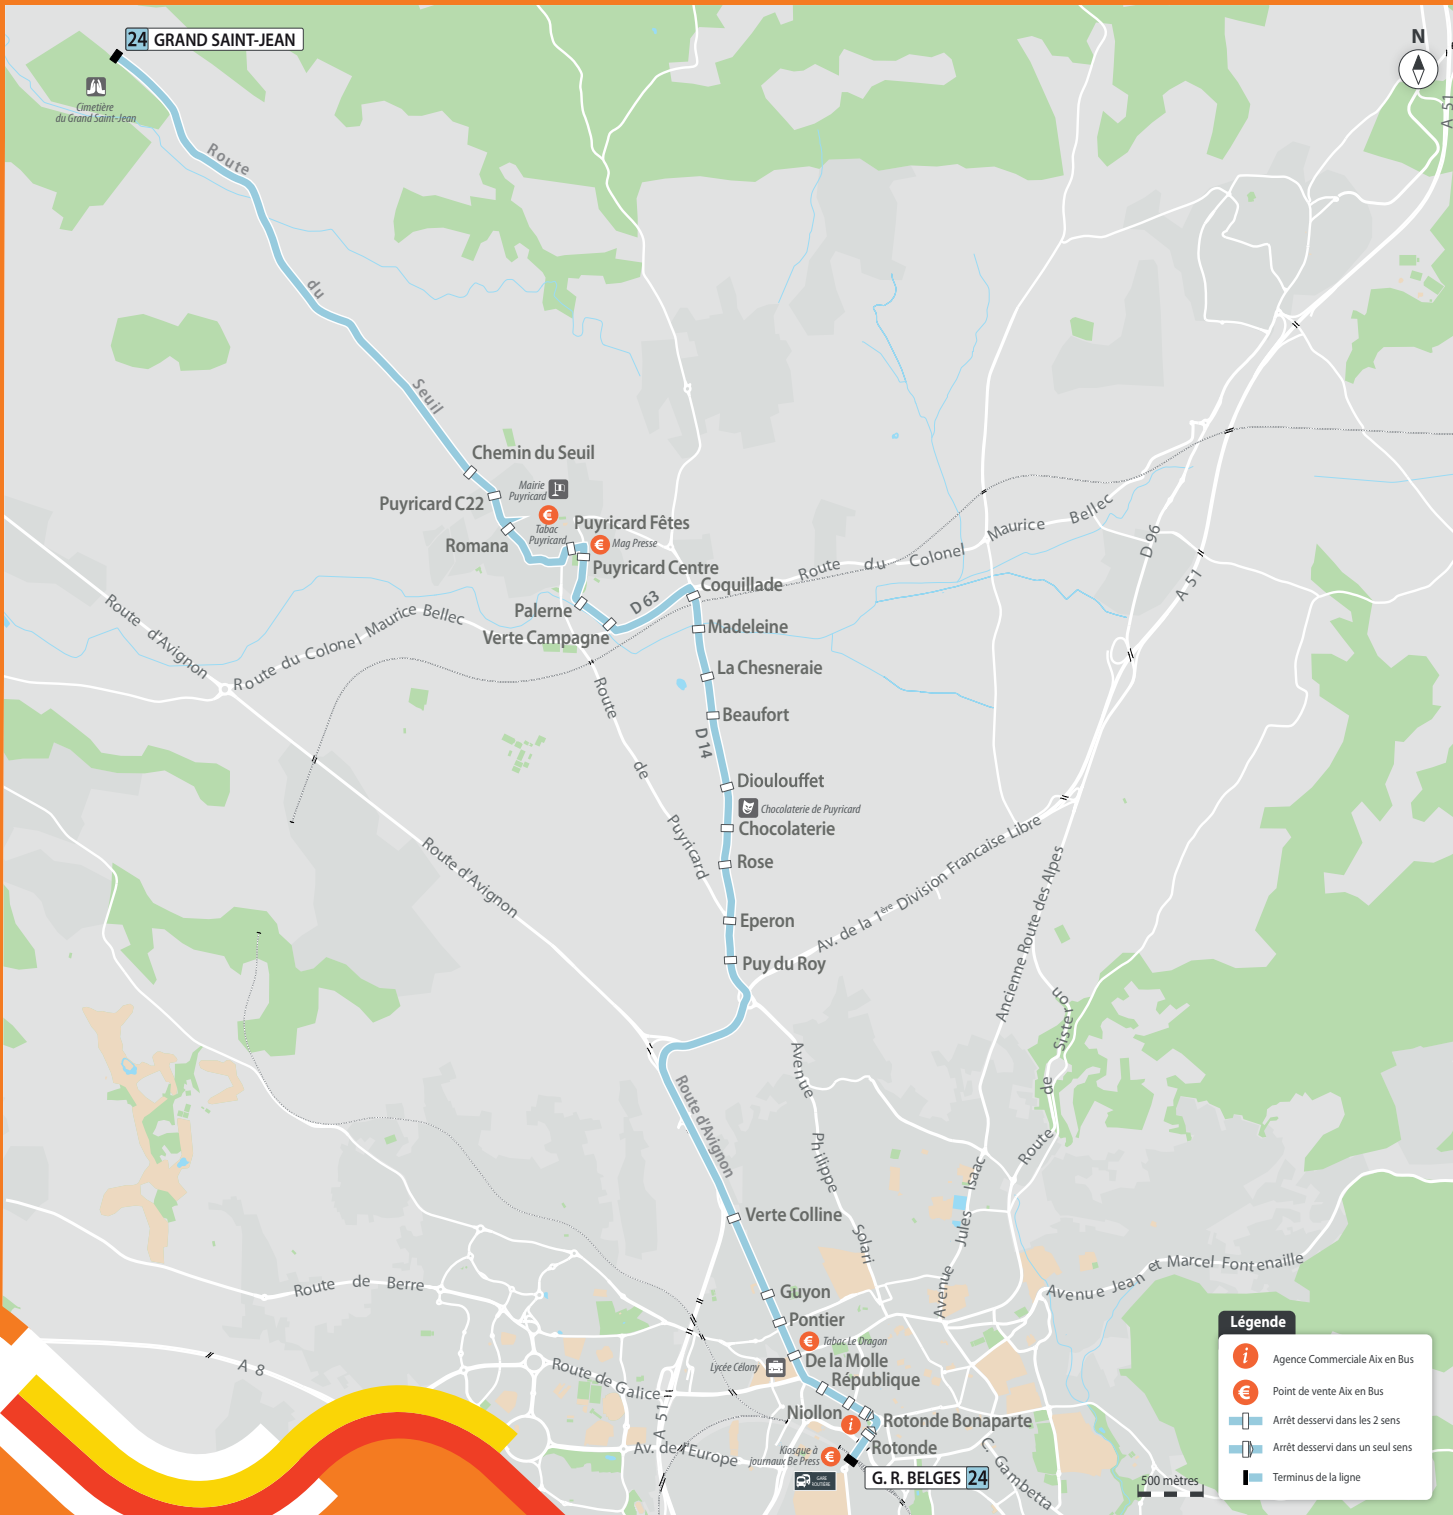 24 GRAND SAINT-JEAN
N
Cimetière
du Grand Saint-Jean
A 51
Route
du
Seuil
Chemin du Seuil
Mairie
Puyricard
Puyricard C22
Tabac
Puyricard
Puyricard Fêtes
Mag Presse
Romana
Puyricard Centre
Coquillade
Route du Colonel Maurice Bellec
D 96
A 51
D 63
Palerne
Verte Campagne
Madeleine
La Chesneraie
Beaufort
D 14
Route d'Avignon
Route du Colonel Maurice Bellec
Route de Puyricard
Dioulouffet
Chocolaterie de Puyricard
Chocolaterie
Rose
Eperon
Puy du Roy
Route d'Avignon
Av. de la 1ère Division Francaise Libre
Ancienne Route des Alpes
Route de Sisteron
Avenue Philippe Solari
Route d'Avignon
Avenue Jules Isaac
Verte Colline
Route de Berre
Avenue Jean et Marcel Fontenaille
Guyon
Pontier
Tabac Le Dragon
Lycée Célony
De la Molle
République
A 8
Route de Galice
A 51
Niollon
i
Rotonde Bonaparte
Rotonde
Av. de l'Europe
Kiosque à
journaux Be Press
GARE
ROUTIÈRE
G. R. BELGES 24
C. Gambetta
500 mètres
Légende
i Agence Commerciale Aix en Bus
€ Point de vente Aix en Bus
Arrêt desservi dans les 2 sens
Arrêt desservi dans un seul sens
Terminus de la ligne